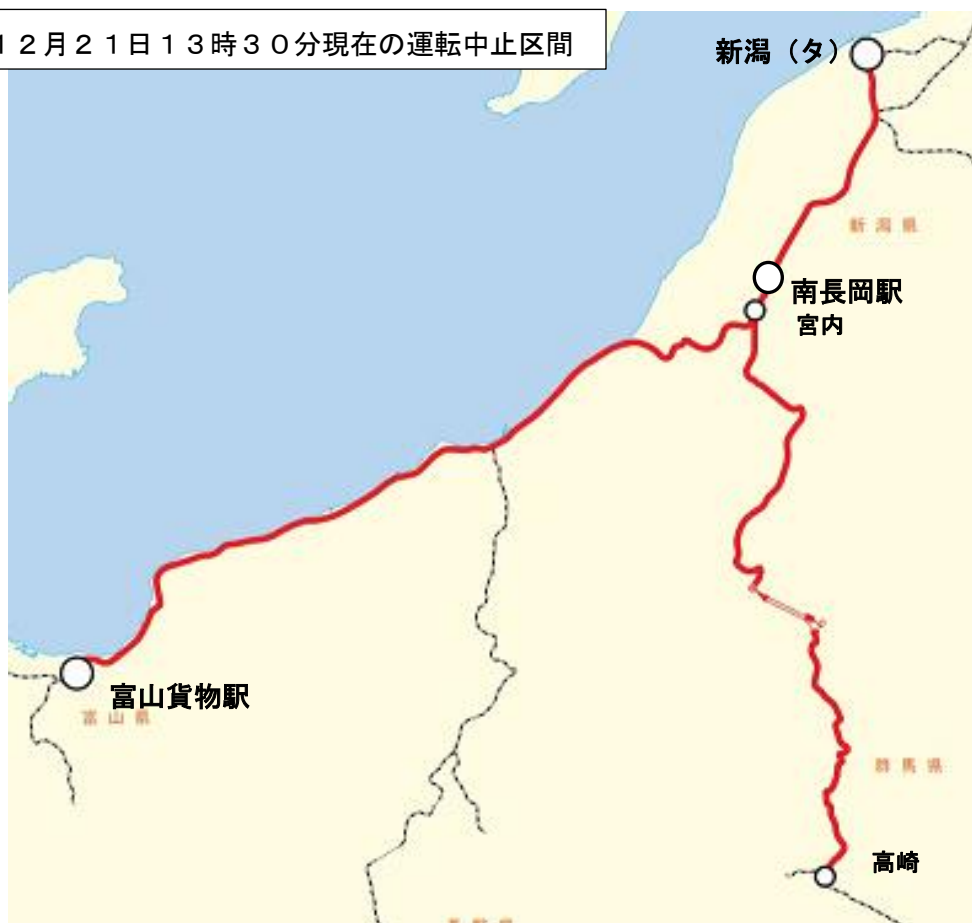 12月21日13時30分現在の運転中止区間
新潟(タ)
新潟県
南長岡駅
宮内
富山貨物駅
富山県
群馬県
高崎